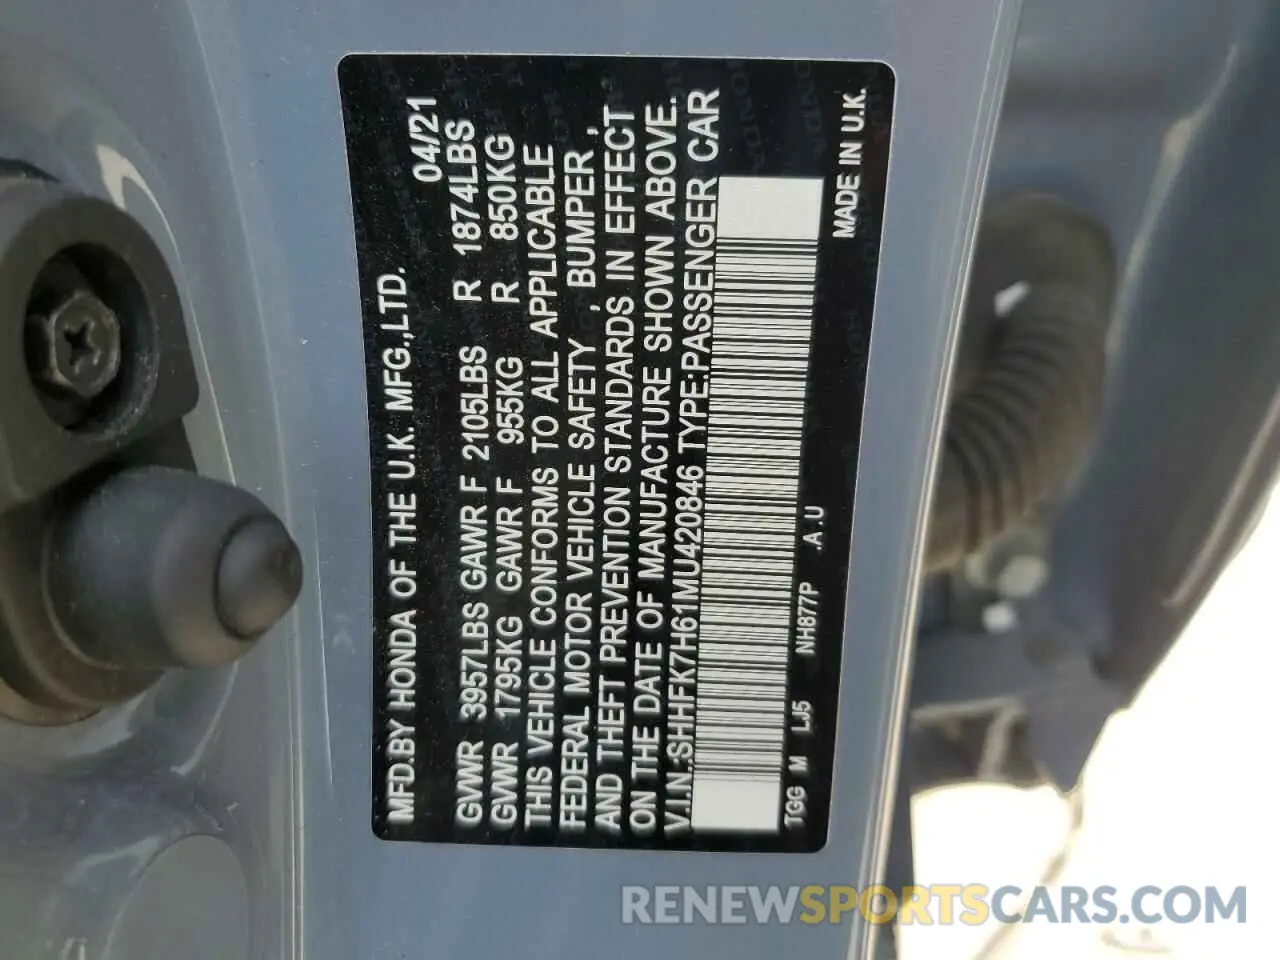 MFD.BY HONDA OF THE U.K. MFG.,LTD. 04/21
GVWR 3957LBS GAWR F 2105LBS R 1874LBS
GVWR 1795KG GAWR F 955KG R 850KG
THIS VEHICLE CONFORMS TO ALL APPLICABLE
FEDERAL MOTOR VEHICLE SAFETY , BUMPER ,
AND THEFT PREVENTION STANDARDS IN EFFECT
ON THE DATE OF MANUFACTURE SHOWN ABOVE.
V.I.N.:SHHFK7H61MU420846 TYPE:PASSENGER CAR
TGG M LJ5 NH877P .A.U
MADE IN U.K.
RENEWSPORTSCARS.COM